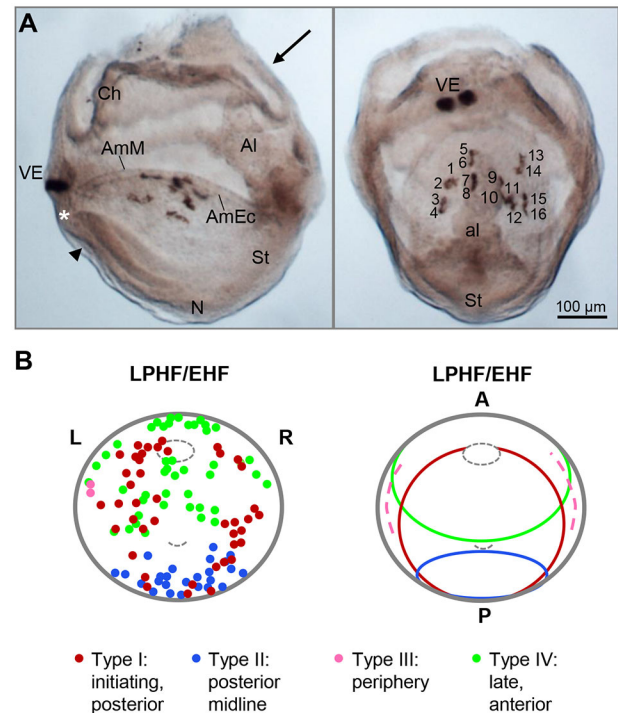 A
Ch
AmM
Al
VE
*
AmEc
St
N
VE
5
6
13
14
1
2
7
8
9
10
11
3
4
12
15
16
al
St
100 µm
B
LPHF/EHF
L
R
LPHF/EHF
A
P
Type I:
initiating,
posterior
Type II:
posterior
midline
Type III:
periphery
Type IV:
late,
anterior